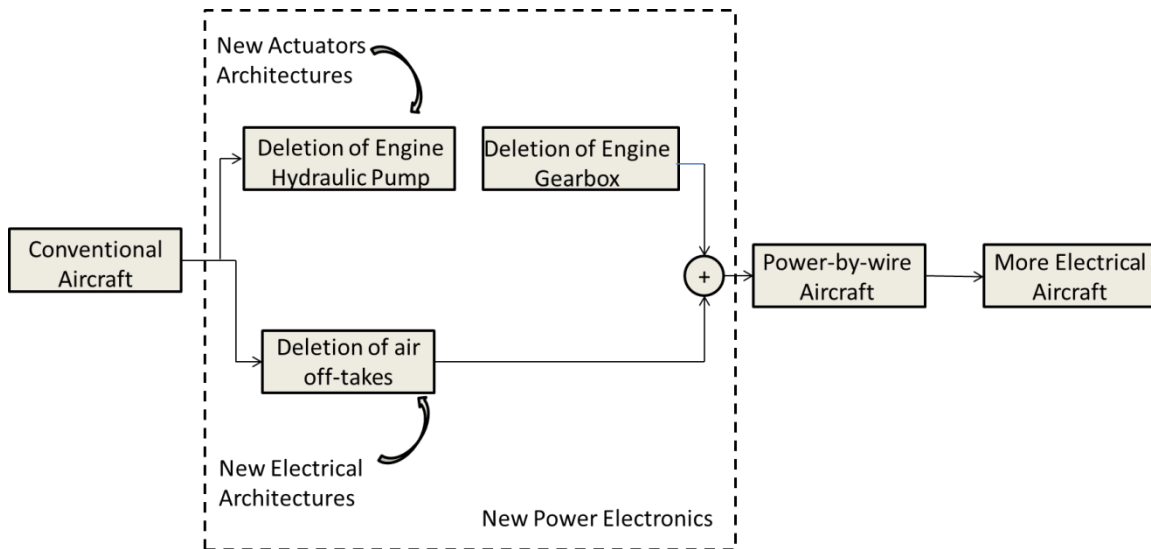 New Actuators
Architectures
Deletion of Engine
Hydraulic Pump
Deletion of Engine
Gearbox
Conventional
Aircraft
+
Power-by-wire
Aircraft
More Electrical
Aircraft
Deletion of air
off-takes
New Electrical
Architectures
New Power Electronics